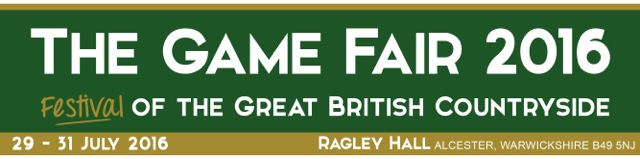 THE GAME FAIR 2016
Festival OF THE GREAT BRITISH COUNTRYSIDE
29 - 31 JULY 2016 RAGLEY HALL ALCESTER, WARWICKSHIRE B49 5NJ